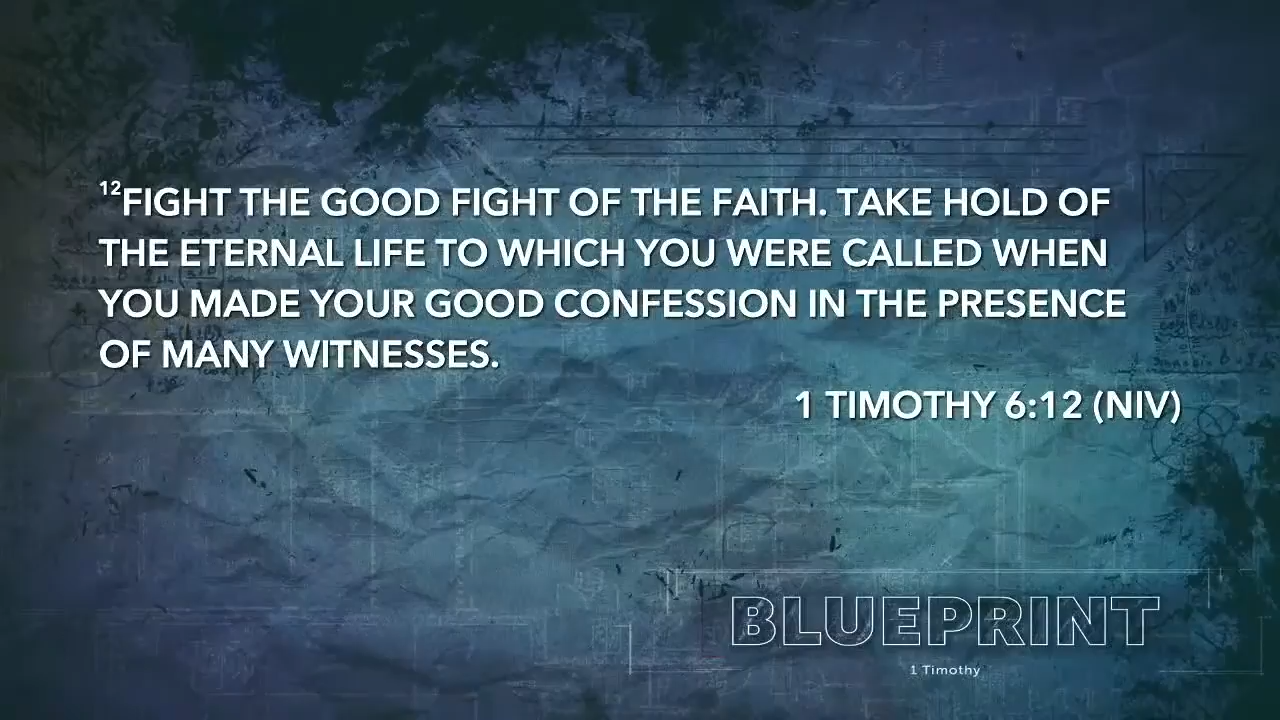 12FIGHT THE GOOD FIGHT OF THE FAITH. TAKE HOLD OF
THE ETERNAL LIFE TO WHICH YOU WERE CALLED WHEN
YOU MADE YOUR GOOD CONFESSION IN THE PRESENCE
OF MANY WITNESSES.
1 TIMOTHY 6:12 (NIV)
BLUEPRINT
1 Timothy